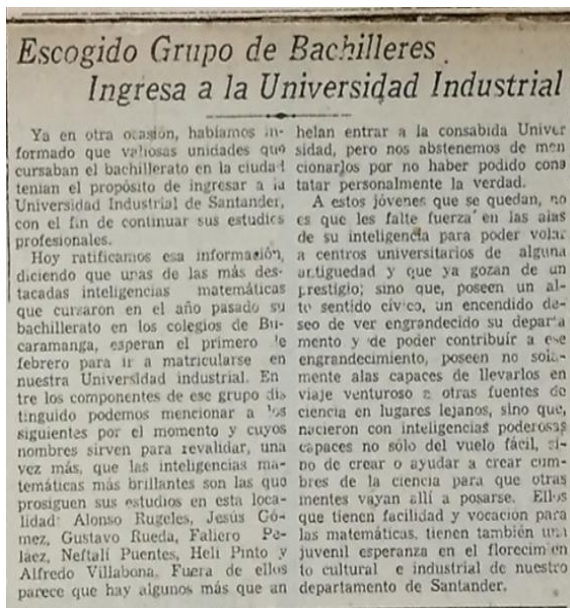 Escogido Grupo de Bachilleres
Ingresa a la Universidad Industrial
Ya en otra ocasión, habíamos in-
formado que valiosas unidades que
cursaban el bachillerato en la ciudad
tenian el propósito de ingresar a la
Universidad Industrial de Santander,
con el fin de continuar sus estudios
profesionales.
Hoy ratificamos esa información,
diciendo que unas de las más des-
tacadas inteligencias matemáticas
que cursaron en el año pasado su
bachillerato en los colegios de Bu-
caramanga, esperan el primero de
febrero para ir a matricularse en
nuestra Universidad industrial. En
tre los componentes de ese grupo dis
tinguido podemos mencionar a los
siguientes por el momento y cuyos
nombres sirven para revalidar, una
vez más, que las inteligencias ma-
temáticas más brillantes son las que
prosiguen sus estudios en esta loca-
lidad: Alonso Rugeles, Jesús Gó-
mez, Gustavo Rueda, Faliero Pe-
láez, Neftalí Puentes, Helí Pinto y
Alfredo Villabona. Fuera de ellos
parece que hay algunos más que an
helan entrar a la consabida Univer
sidad, pero nos abstenemos de men
cionarlos por no haber podido cons
tatar personalmente la verdad.
A estos jóvenes que se quedan, no
es que les falte fuerza en las alas
de su inteligencia para poder volar
a centros universitarios de alguna
antiguedad y que ya gozan de un
prestigio; sino que, poseen un al-
to sentido cívico, un encendido de-
seo de ver engrandecido su departa
mento y de poder contribuir a ese
engrandecimiento, poseen no sola-
mente alas capaces de llevarlos en
viaje venturoso a otras fuentes de
ciencia en lugares lejanos, sino que,
nacieron con inteligencias poderosas
capaces no sólo del vuelo fácil, si-
no de crear o ayudar a crear cum-
bres de la ciencia para que otras
mentes vayan allí a posarse. Ellos
que tienen facilidad y vocación para
las matemáticas, tienen también una
juvenil esperanza en el florecimien
to cultural e industrial de nuestro
departamento de Santander.